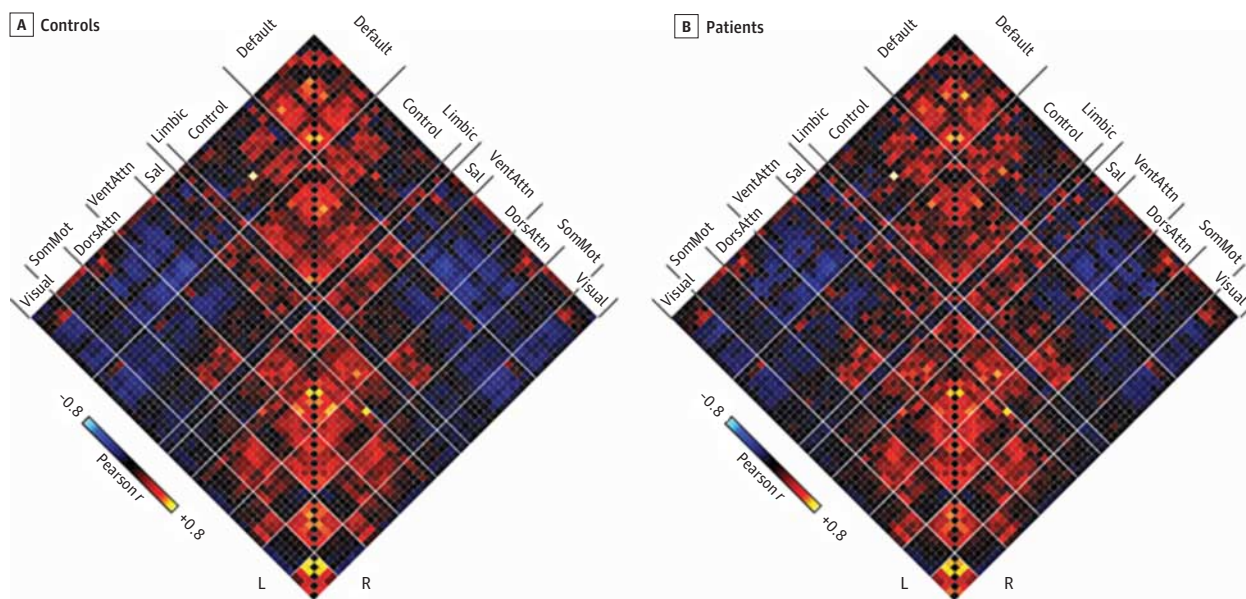 A Controls
Default
Default
Control
Limbic
Sal
VentAttn
DorsAttn
SomMot
Visual
Control
Limbic
Sal
VentAttn
DorsAttn
SomMot
Visual
−0.8
Pearson r
+0.8
L
R
B Patients
Default
Default
Control
Limbic
Sal
VentAttn
DorsAttn
SomMot
Visual
Control
Limbic
Sal
VentAttn
DorsAttn
SomMot
Visual
−0.8
Pearson r
+0.8
L
R